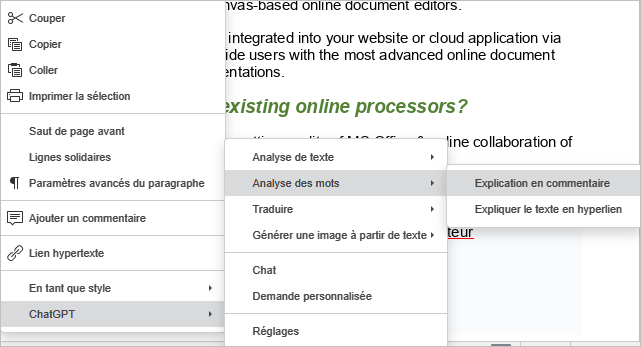 Couper
Copier
Coller
Imprimer la sélection
Saut de page avant
Lignes solidaires
Paramètres avancés du paragraphe
Ajouter un commentaire
Lien hypertexte
En tant que style
ChatGPT
Analyse de texte
Analyse des mots
Traduire
Générer une image à partir de texte
Chat
Demande personnalisée
Réglages
Explication en commentaire
Expliquer le texte en hyperlien
nvas-based online document editors.
integrated into your website or cloud application via
ide users with the most advanced online document
entations.
existing online processors?
line collaboration of
teur